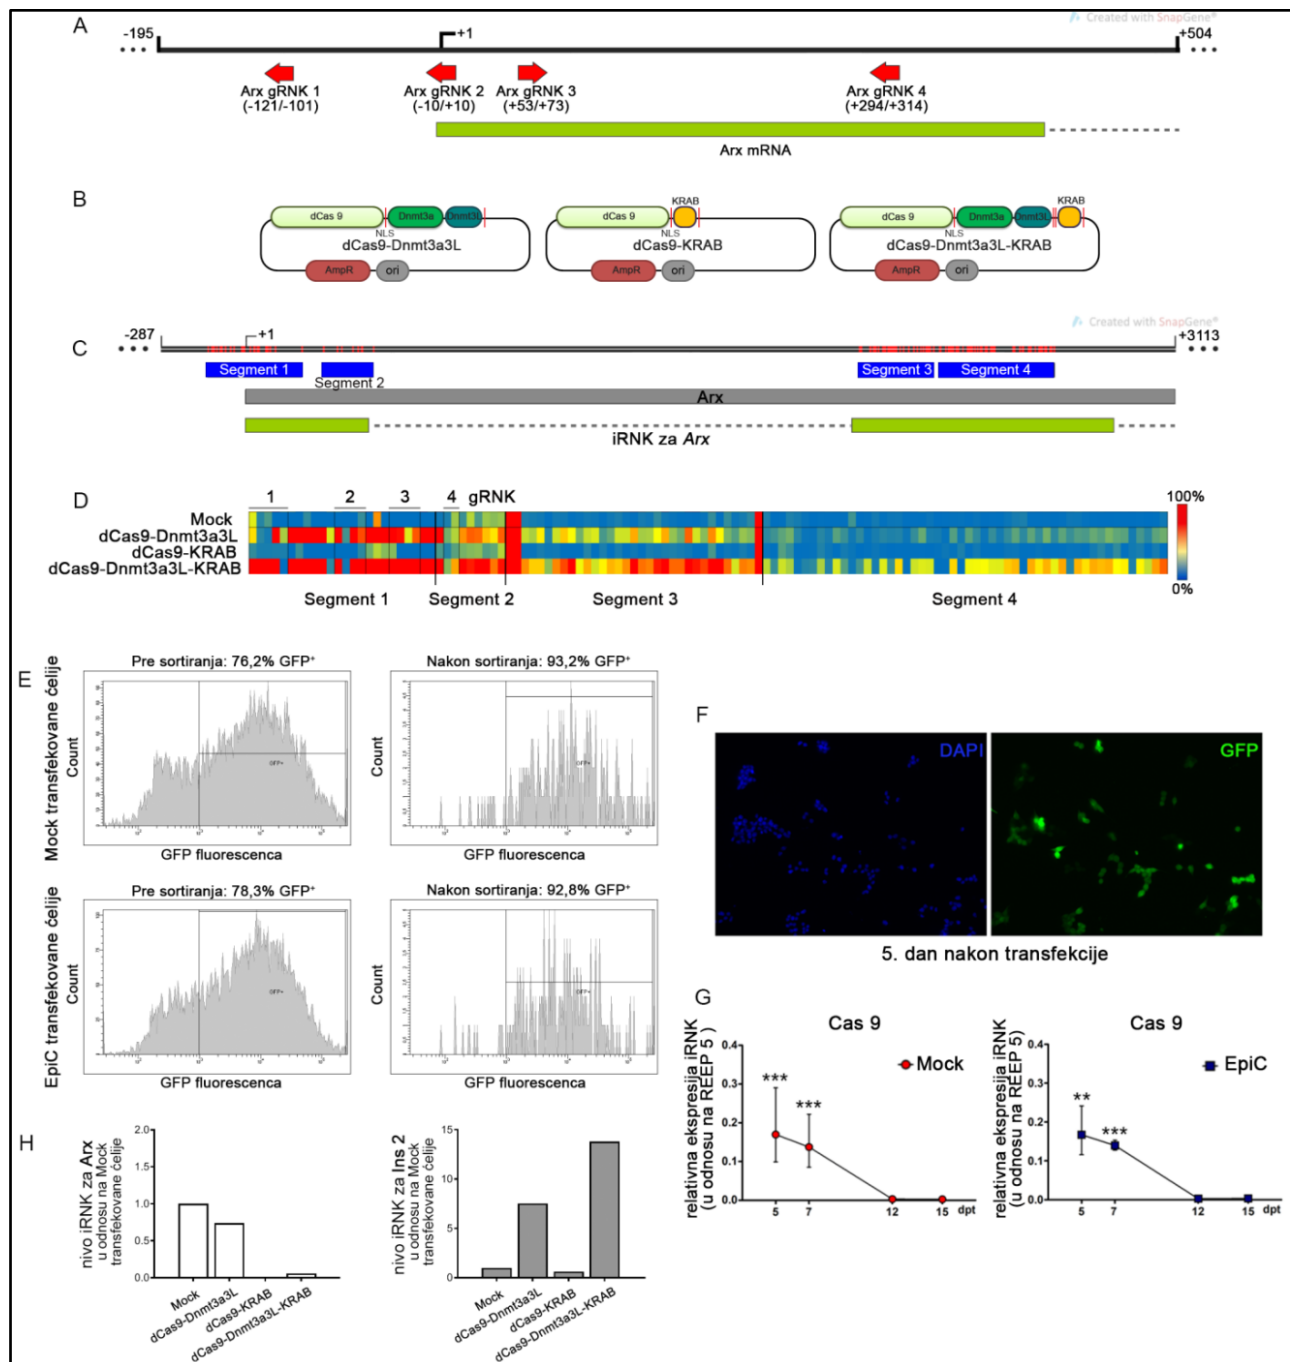 A
Created with SnapGene®
-195
+1
+504
Arx gRNK 1
(-121/-101)
Arx gRNK 2
(-10/+10)
Arx gRNK 3
(+53/+73)
Arx gRNK 4
(+294/+314)
Arx mRNA
B
dCas 9
Dnmt3a
Dnmt3L
NLS
dCas9-Dnmt3a3L
AmpR
ori
KRAB
dCas 9
NLS
dCas9-KRAB
AmpR
ori
KRAB
dCas 9
Dnmt3a
Dnmt3L
NLS
dCas9-Dnmt3a3L-KRAB
AmpR
ori
Created with SnapGene®
C
-287
+1
+3113
Segment 1
Segment 2
Segment 3
Segment 4
Arx
iRNK za Arx
D
1 2 3 4 gRNK
Mock
dCas9-Dnmt3a3L
dCas9-KRAB
dCas9-Dnmt3a3L-KRAB
100%
0%
Segment 1
Segment 2
Segment 3
Segment 4
E
Mock transfekovane ćelije
Pre sortiranja: 76,2% GFP⁺
Count
GFP+
GFP fluorescenca
Nakon sortiranja: 93,2% GFP⁺
Count
GFP+
GFP fluorescenca
EpiC transfekovane ćelije
Pre sortiranja: 78,3% GFP⁺
Count
GFP+
GFP fluorescenca
Nakon sortiranja: 92,8% GFP⁺
Count
GFP+
GFP fluorescenca
F
DAPI
GFP
5. dan nakon transfekcije
G
Cas 9
relativna ekspresija iRNK
(u odnosu na REEP 5)
0.4
0.3
0.2
0.1
0.0
***
***
Mock
5 7 12 15 dpt
Cas 9
relativna ekspresija iRNK
(u odnosu na REEP 5)
0.4
0.3
0.2
0.1
0.0
**
***
EpiC
5 7 12 15 dpt
H
nivo iRNK za Arx
u odnosu na Mock
transfekovane ćelije
2.0
1.5
1.0
0.5
0.0
Mock
dCas9-Dnmt3a3L
dCas9-KRAB
dCas9-Dnmt3a3L-KRAB
nivo iRNK za Ins 2
u odnosu na Mock
transfekovane ćelije
15
10
5
0
Mock
dCas9-Dnmt3a3L
dCas9-KRAB
dCas9-Dnmt3a3L-KRAB